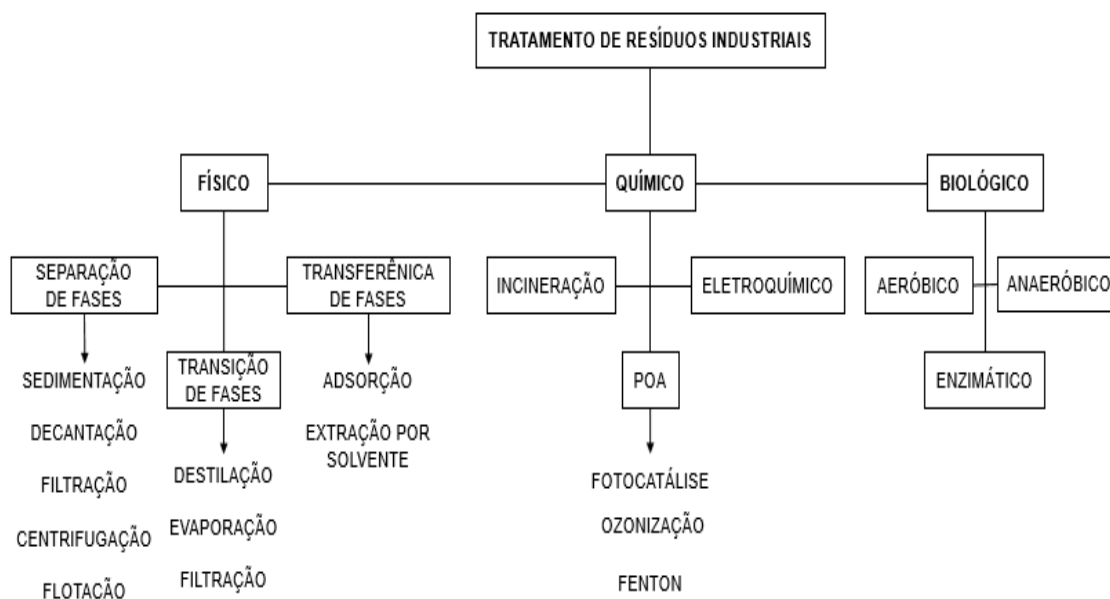 TRATAMENTO DE RESÍDUOS INDUSTRIAIS
FÍSICO
QUÍMICO
BIOLÓGICO
SEPARAÇÃO
DE FASES
TRANSFERÊNICA
DE FASES
INCINERAÇÃO
ELETROQUÍMICO
AERÓBICO
ANAERÓBICO
SEDIMENTAÇÃO
DECANTAÇÃO
FILTRAÇÃO
CENTRIFUGAÇÃO
FLOTAÇÃO
TRANSIÇÃO
DE FASES
DESTILAÇÃO
EVAPORAÇÃO
FILTRAÇÃO
ADSORÇÃO
EXTRAÇÃO POR
SOLVENTE
POA
FOTOCATÁLISE
OZONIZAÇÃO
FENTON
ENZIMÁTICO